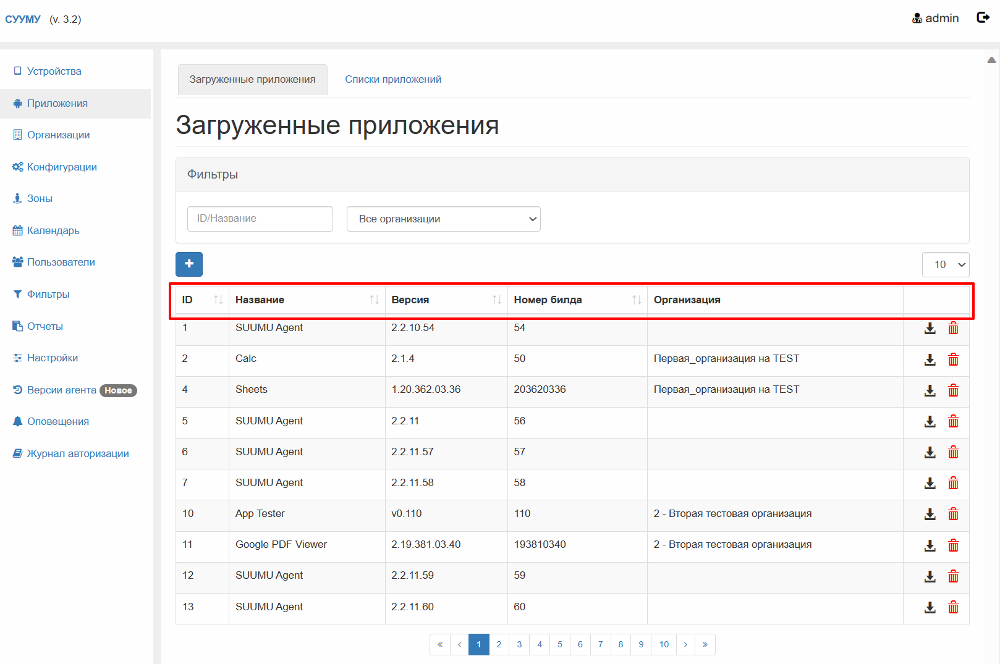 СУУМУ (v. 3.2)
admin
Устройства
Приложения
Организации
Конфигурации
Зоны
Календарь
Пользователи
Фильтры
Отчеты
Настройки
Версии агента Новое
Оповещения
Журнал авторизации
Загруженные приложения Списки приложений
Загруженные приложения
Фильтры
ID/Название Все организации
10
ID Название Версия Номер билда Организация
1 SUUMU Agent 2.2.10.54 54
2 Calc 2.1.4 50 Первая_организация на TEST
4 Sheets 1.20.362.03.36 203620336 Первая_организация на TEST
5 SUUMU Agent 2.2.11 56
6 SUUMU Agent 2.2.11.57 57
7 SUUMU Agent 2.2.11.58 58
10 App Tester v0.110 110 2 - Вторая тестовая организация
11 Google PDF Viewer 2.19.381.03.40 193810340 2 - Вторая тестовая организация
12 SUUMU Agent 2.2.11.59 59
13 SUUMU Agent 2.2.11.60 60
« ‹ 1 2 3 4 5 6 7 8 9 10 › »